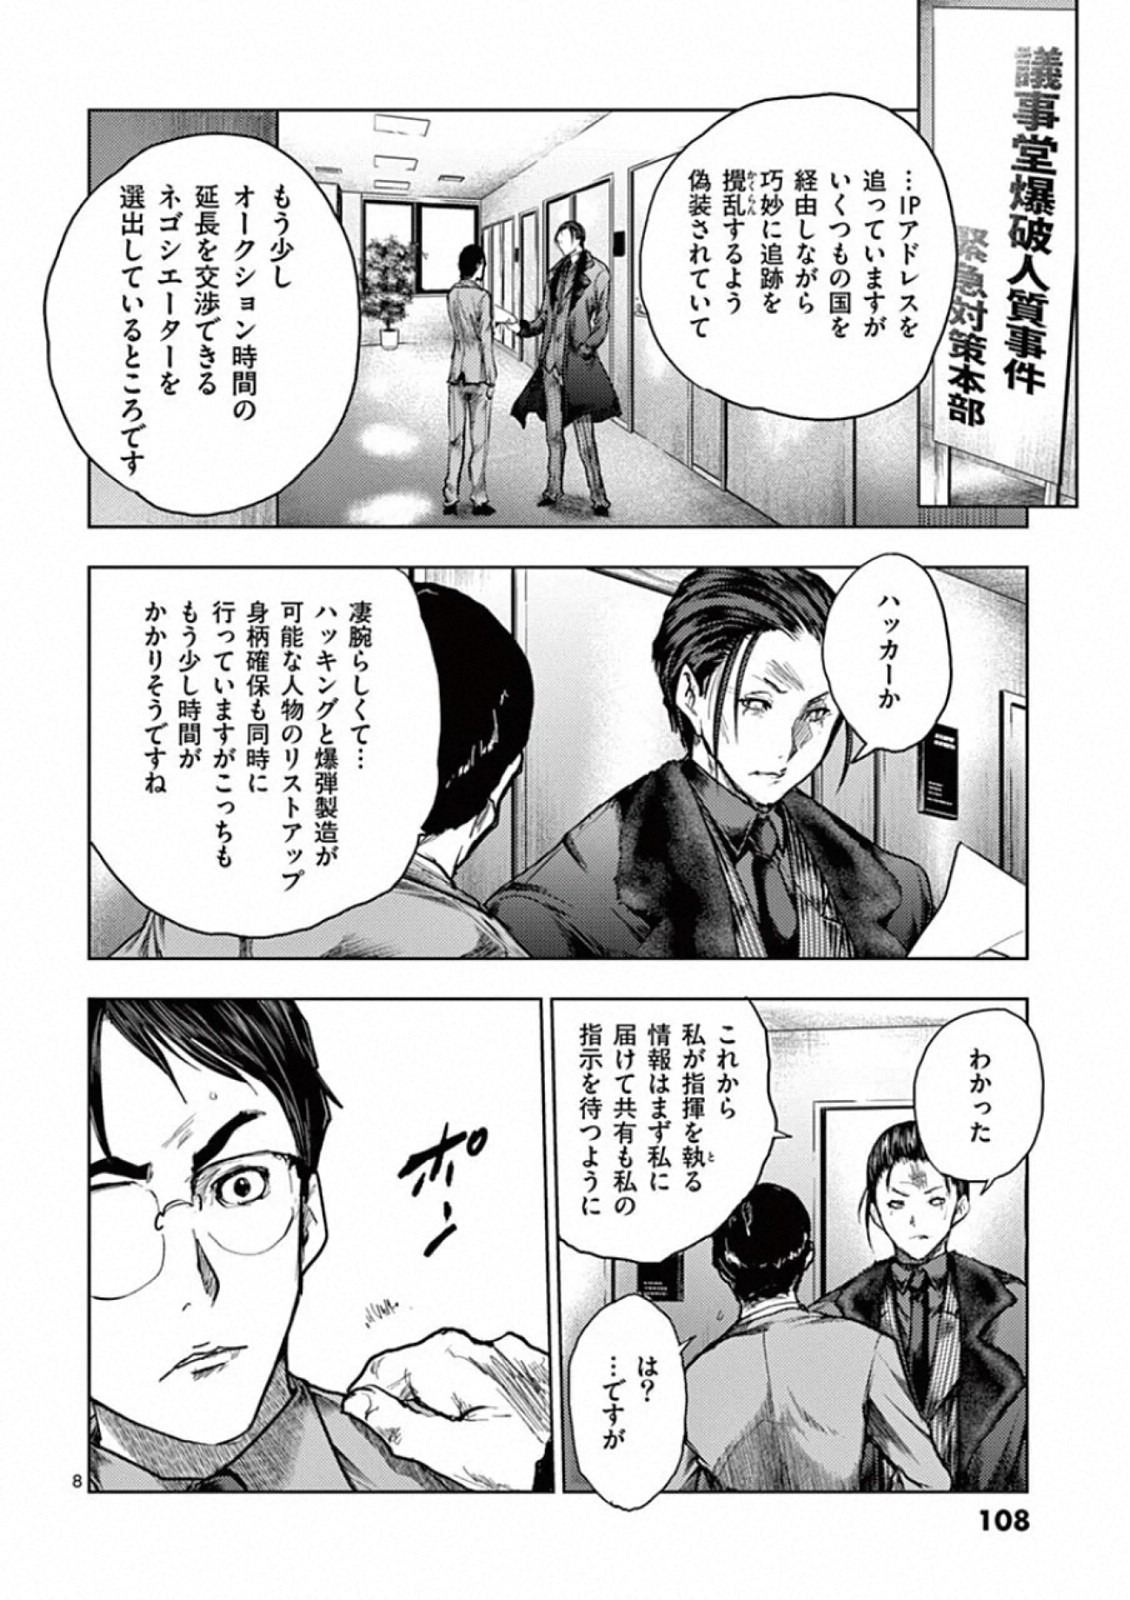 議事堂爆破人質事件
緊急対策本部
…IPアドレスを
追っていますが
いくつもの国を
経由しながら
巧妙に追跡を
攪乱するよう
かくらん
偽装されていて
もう少し
オークション時間の
延長を交渉できる
ネゴシエーターを
選出しているところです
ハッカーか
凄腕らしくて…
ハッキングと爆弾製造が
可能な人物のリストアップ
身柄確保も同時に
行っていますがこっちも
もう少し時間が
かかりそうですね
わかった
これから
私が指揮を執る
と
情報はまず私に
届けて共有も私の
指示を待つように
は?
…ですが
ポン
8
108